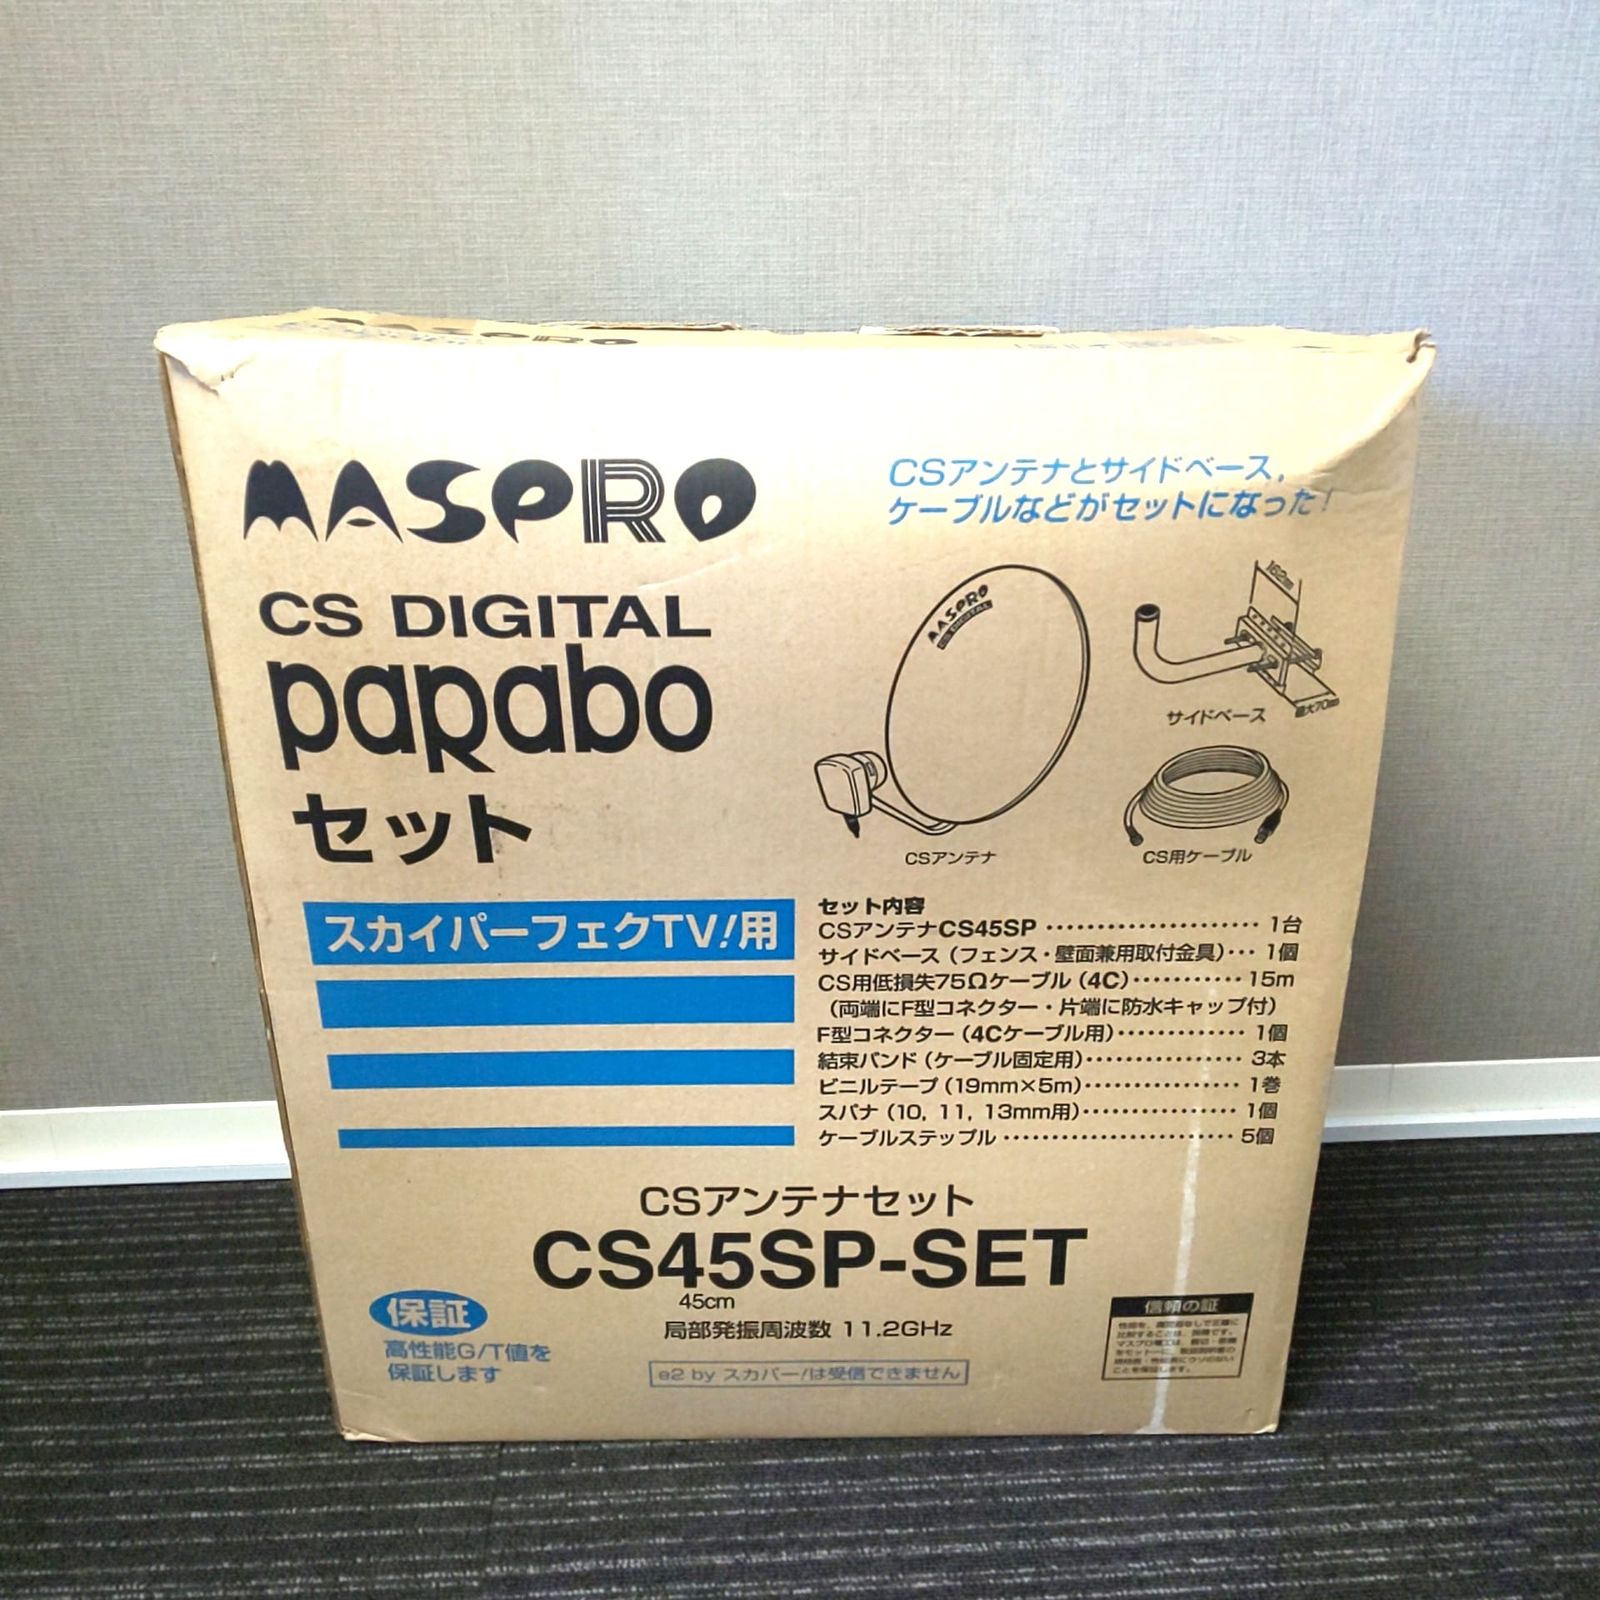 MASPRO
CS DIGITAL
parabo
セット
スカイパーフェクTV!用
CSアンテナとサイドベース,
ケーブルなどがセットになった!
MASPRO
CS DIGITAL
162mm
最大70mm
サイドベース
CSアンテナ
CS用ケーブル
セット内容
CSアンテナCS45SP ‥‥‥‥‥‥‥‥ 1台
サイドベース（フェンス・壁面兼用取付金具）‥ 1個
CS用低損失75Ωケーブル（4C）‥‥‥‥ 15m
（両端にF型コネクター・片端に防水キャップ付）
F型コネクター（4Cケーブル用）‥‥‥‥ 1個
結束バンド（ケーブル固定用）‥‥‥‥‥ 3本
ビニルテープ（19mm×5m）‥‥‥‥‥ 1巻
スパナ（10, 11, 13mm用）‥‥‥‥‥ 1個
ケーブルステップル ‥‥‥‥‥‥‥‥ 5個
CSアンテナセット
CS45SP-SET
45cm
局部発振周波数 11.2GHz
e2 by スカパー!は受信できません
保証
高性能G/T値を
保証します
信頼の証